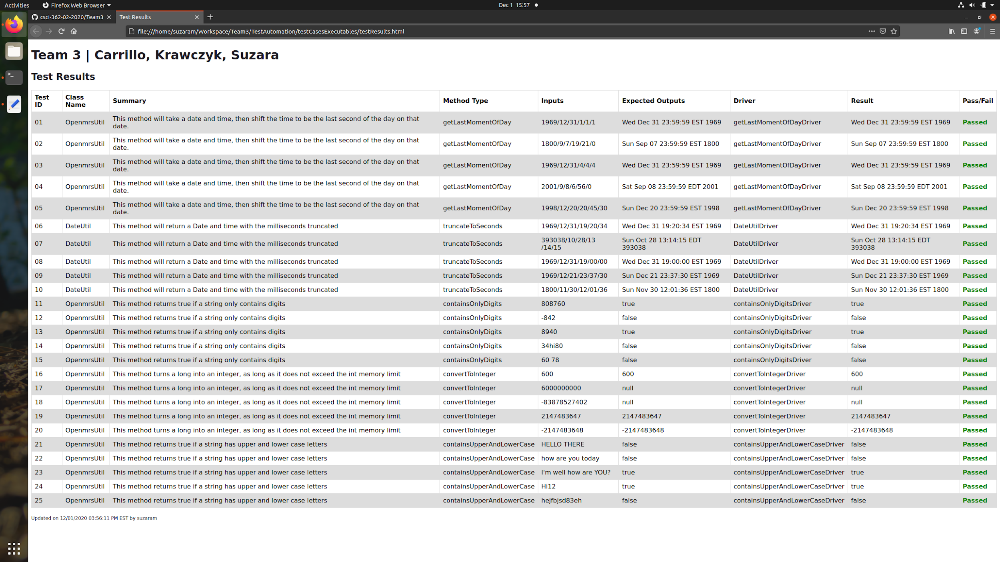 Activities Firefox Web Browser Dec 1 15:57
csci-362-02-2020/Team3 Test Results
file:///home/suzaram/Workspace/Team3/TestAutomation/testCasesExecutables/testResults.html
Team 3 | Carrillo, Krawczyk, Suzara
Test Results
Test ID Class Name Summary Method Type Inputs Expected Outputs Driver Result Pass/Fail
01 OpenmrsUtil This method will take a date and time, then shift the time to be the last second of the day on that date. getLastMomentOfDay 1969/12/31/1/1/1 Wed Dec 31 23:59:59 EST 1969 getLastMomentOfDayDriver Wed Dec 31 23:59:59 EST 1969 Passed
02 OpenmrsUtil This method will take a date and time, then shift the time to be the last second of the day on that date. getLastMomentOfDay 1800/9/7/19/21/0 Sun Sep 07 23:59:59 EST 1800 getLastMomentOfDayDriver Sun Sep 07 23:59:59 EST 1800 Passed
03 OpenmrsUtil This method will take a date and time, then shift the time to be the last second of the day on that date. getLastMomentOfDay 1969/12/31/4/4/4 Wed Dec 31 23:59:59 EST 1969 getLastMomentOfDayDriver Wed Dec 31 23:59:59 EST 1969 Passed
04 OpenmrsUtil This method will take a date and time, then shift the time to be the last second of the day on that date. getLastMomentOfDay 2001/9/8/6/56/0 Sat Sep 08 23:59:59 EDT 2001 getLastMomentOfDayDriver Sat Sep 08 23:59:59 EDT 2001 Passed
05 OpenmrsUtil This method will take a date and time, then shift the time to be the last second of the day on that date. getLastMomentOfDay 1998/12/20/20/45/30 Sun Dec 20 23:59:59 EST 1998 getLastMomentOfDayDriver Sun Dec 20 23:59:59 EST 1998 Passed
06 DateUtil This method will return a Date and time with the milliseconds truncated truncateToSeconds 1969/12/31/19/20/34 Wed Dec 31 19:20:34 EST 1969 DateUtilDriver Wed Dec 31 19:20:34 EST 1969 Passed
07 DateUtil This method will return a Date and time with the milliseconds truncated truncateToSeconds 393038/10/28/13 /14/15 Sun Oct 28 13:14:15 EDT 393038 DateUtilDriver Sun Oct 28 13:14:15 EDT 393038 Passed
08 DateUtil This method will return a Date and time with the milliseconds truncated truncateToSeconds 1969/12/31/19/00/00 Wed Dec 31 19:00:00 EST 1969 DateUtilDriver Wed Dec 31 19:00:00 EST 1969 Passed
09 DateUtil This method will return a Date and time with the milliseconds truncated truncateToSeconds 1969/12/21/23/37/30 Sun Dec 21 23:37:30 EST 1969 DateUtilDriver Sun Dec 21 23:37:30 EST 1969 Passed
10 DateUtil This method will return a Date and time with the milliseconds truncated truncateToSeconds 1800/11/30/12/01/36 Sun Nov 30 12:01:36 EST 1800 DateUtilDriver Sun Nov 30 12:01:36 EST 1800 Passed
11 OpenmrsUtil This method returns true if a string only contains digits containsOnlyDigits 808760 true containsOnlyDigitsDriver true Passed
12 OpenmrsUtil This method returns true if a string only contains digits containsOnlyDigits -842 false containsOnlyDigitsDriver false Passed
13 OpenmrsUtil This method returns true if a string only contains digits containsOnlyDigits 8940 true containsOnlyDigitsDriver true Passed
14 OpenmrsUtil This method returns true if a string only contains digits containsOnlyDigits 34hi80 false containsOnlyDigitsDriver false Passed
15 OpenmrsUtil This method returns true if a string only contains digits containsOnlyDigits 60 78 false containsOnlyDigitsDriver false Passed
16 OpenmrsUtil This method turns a long into an integer, as long as it does not exceed the int memory limit convertToInteger 600 600 convertToIntegerDriver 600 Passed
17 OpenmrsUtil This method turns a long into an integer, as long as it does not exceed the int memory limit convertToInteger 6000000000 null convertToIntegerDriver null Passed
18 OpenmrsUtil This method turns a long into an integer, as long as it does not exceed the int memory limit convertToInteger -83878527402 null convertToIntegerDriver null Passed
19 OpenmrsUtil This method turns a long into an integer, as long as it does not exceed the int memory limit convertToInteger 2147483647 2147483647 convertToIntegerDriver 2147483647 Passed
20 OpenmrsUtil This method turns a long into an integer, as long as it does not exceed the int memory limit convertToInteger -2147483648 -2147483648 convertToIntegerDriver -2147483648 Passed
21 OpenmrsUtil This method returns true if a string has upper and lower case letters containsUpperAndLowerCase HELLO THERE false containsUpperAndLowerCaseDriver false Passed
22 OpenmrsUtil This method returns true if a string has upper and lower case letters containsUpperAndLowerCase how are you today false containsUpperAndLowerCaseDriver false Passed
23 OpenmrsUtil This method returns true if a string has upper and lower case letters containsUpperAndLowerCase I'm well how are YOU? true containsUpperAndLowerCaseDriver true Passed
24 OpenmrsUtil This method returns true if a string has upper and lower case letters containsUpperAndLowerCase Hi12 true containsUpperAndLowerCaseDriver true Passed
25 OpenmrsUtil This method returns true if a string has upper and lower case letters containsUpperAndLowerCase hejfbjsd83eh false containsUpperAndLowerCaseDriver false Passed
Updated on 12/01/2020 03:56:11 PM EST by suzaram